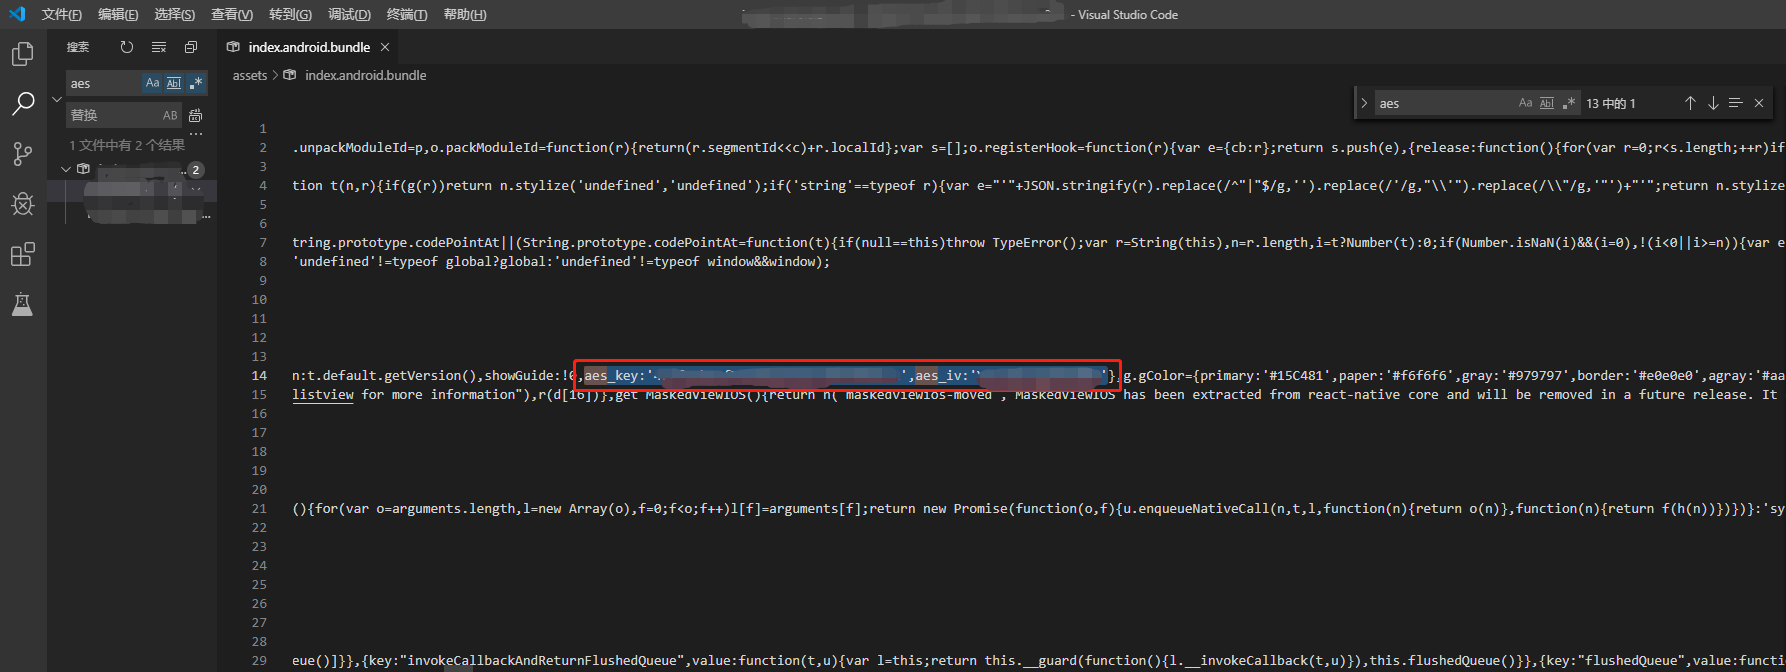 文件(F) 编辑(E) 选择(S) 查看(V) 转到(G) 调试(D) 终端(T) 帮助(H) - Visual Studio Code
搜索
index.android.bundle
aes Aa Abl .*
替换 AB
1 文件中有 2 个结果
2
assets > index.android.bundle
aes Aa Abl .* 13 中的 1
1
2 .unpackModuleId=p,o.packModuleId=function(r){return(r.segmentId<<c)+r.localId};var s=[];o.registerHook=function(r){var e={cb:r};return s.push(e),{release:function(){for(var r=0;r<s.length;++r)if
3
4 tion t(n,r){if(g(r))return n.stylize('undefined','undefined');if('string'==typeof r){var e="'"+JSON.stringify(r).replace(/^"|"$/g,'').replace(/'/g,"\\'").replace(/\\"/g,'"')+"'";return n.stylize
5
6
7 tring.prototype.codePointAt||(String.prototype.codePointAt=function(t){if(null==this)throw TypeError();var r=String(this),n=r.length,i=t?Number(t):0;if(Number.isNaN(i)&&(i=0),!(i<0||i>=n)){var e
8 'undefined'!=typeof global?global:'undefined'!=typeof window&&window);
9
10
11
12
13
14 n:t.default.getVersion(),showGuide:!0,aes_key:' ',aes_iv:' '},g.gColor={primary:'#15C481',paper:'#f6f6f6',gray:'#979797',border:'#e0e0e0',agray:'#aa
15 listview for more information"),r(d[16])},get MaskedViewIOS(){return n('maskedviewios-moved','MaskedViewIOS has been extracted from react-native core and will be removed in a future release. It
16
17
18
19
20
21 (){for(var o=arguments.length,l=new Array(o),f=0;f<o;f++)l[f]=arguments[f];return new Promise(function(o,f){u.enqueueNativeCall(n,t,l,function(n){return o(n)},function(n){return f(h(n))})})}:'sy
22
23
24
25
26
27
28
29 eue()]}},{key:"invokeCallbackAndReturnFlushedQueue",value:function(t,u){var l=this;return this.__guard(function(){l.__invokeCallback(t,u)}),this.flushedQueue()}},{key:"flushedQueue",value:functi